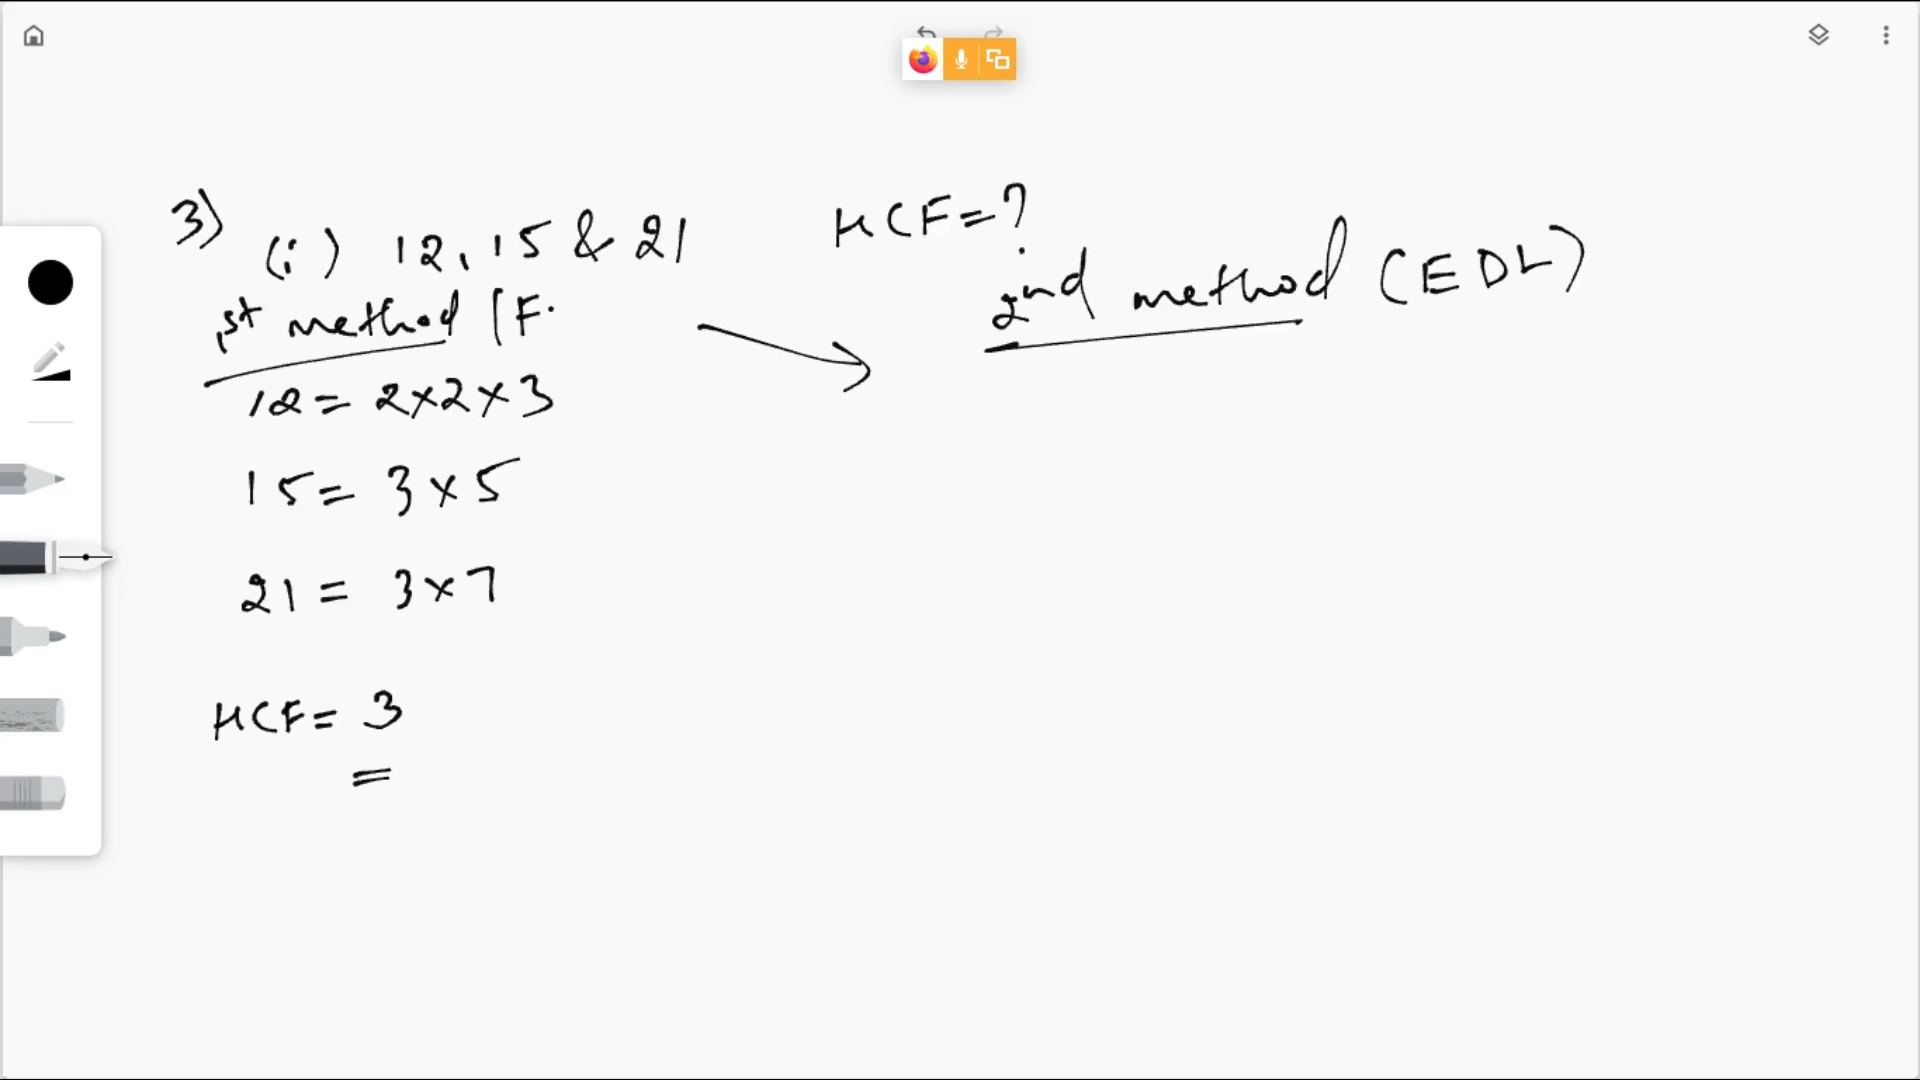 3)
(i) 12, 15 & 21
HCF=?
1st method (F.
12= 2×2×3
15= 3×5
21= 3×7
HCF= 3
2nd method (EDL)